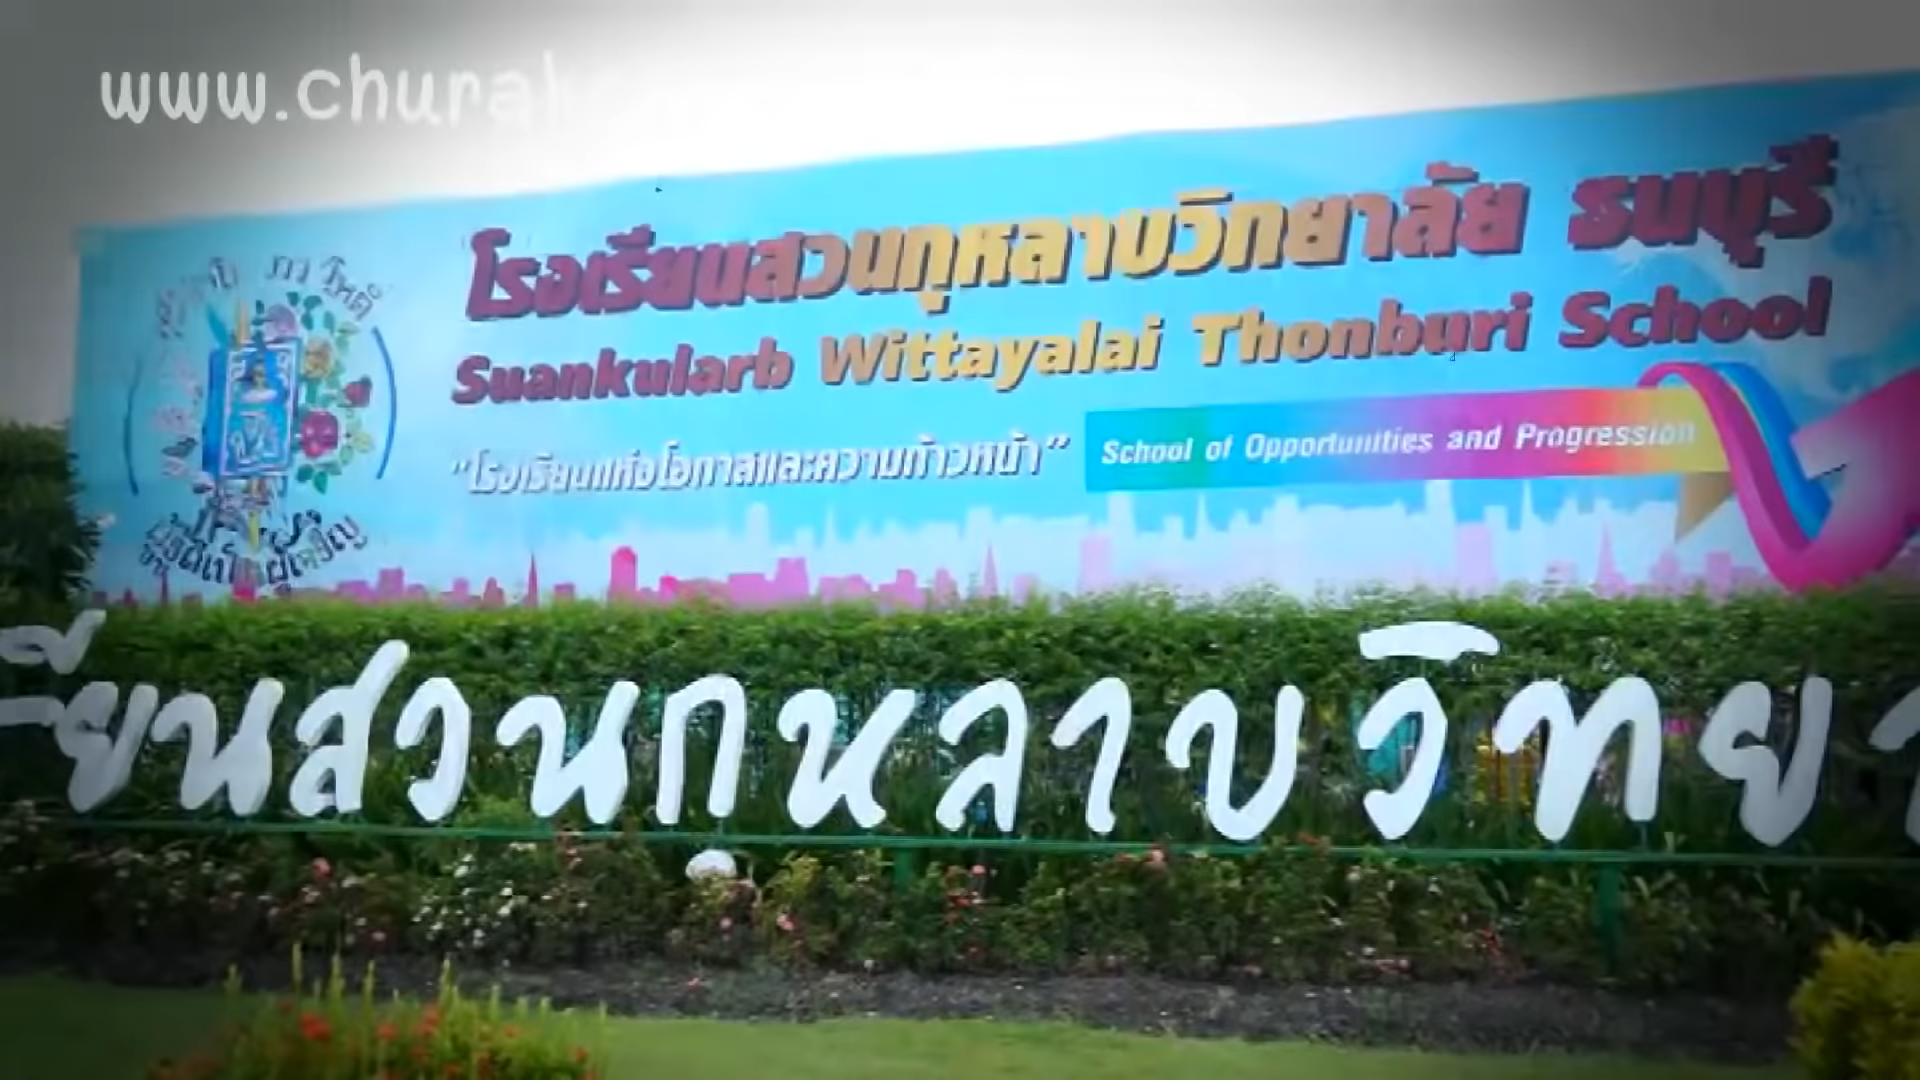 www.chural
โรงเรียนสวนกุหลาบวิทยาลัย ธนบุรี
Suankularb Wittayalai Thonburi School
"โรงเรียนแห่งโอกาสและความก้าวหน้า"
School of Opportunities and Progression
รียนสวนกุหลาบวิทยา